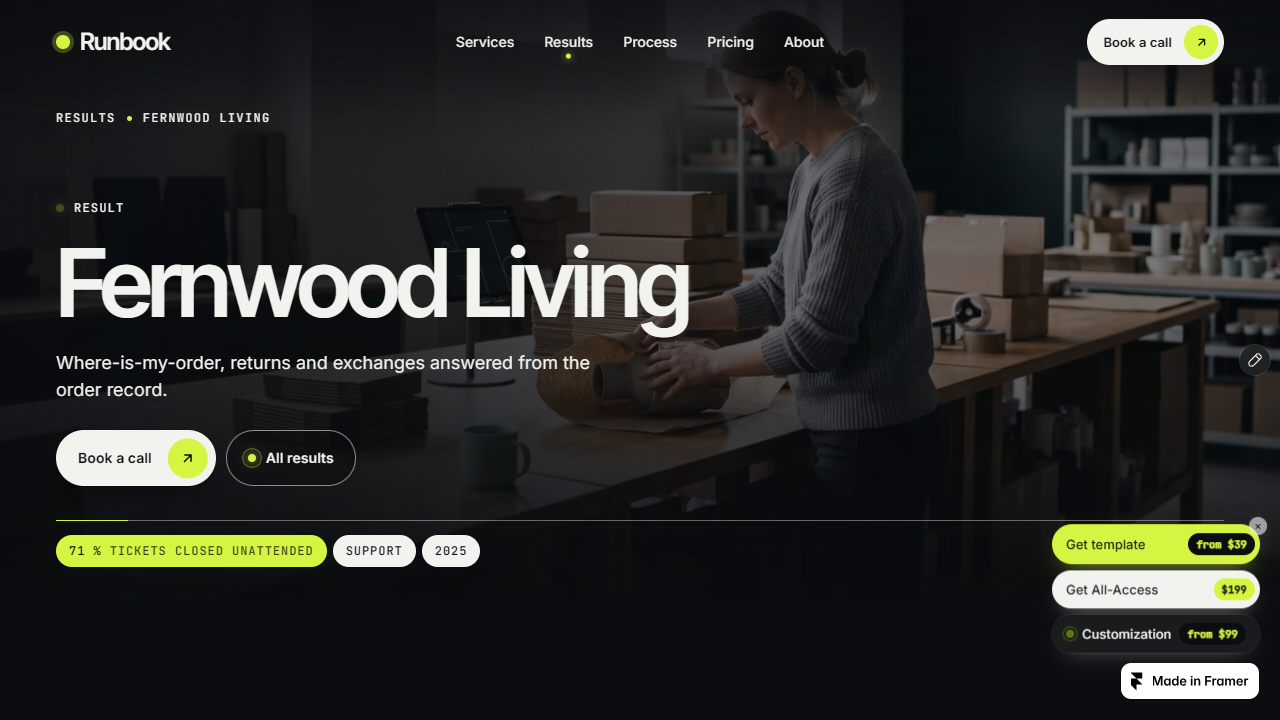 Runbook
Services
Results
Process
Pricing
About
Book a call
RESULTS • FERNWOOD LIVING
RESULT
Fernwood Living
Where-is-my-order, returns and exchanges answered from the
order record.
Book a call
All results
71 % TICKETS CLOSED UNATTENDED
SUPPORT
2025
Get template
from $39
Get All-Access
$199
Customization
from $99
Made in Framer